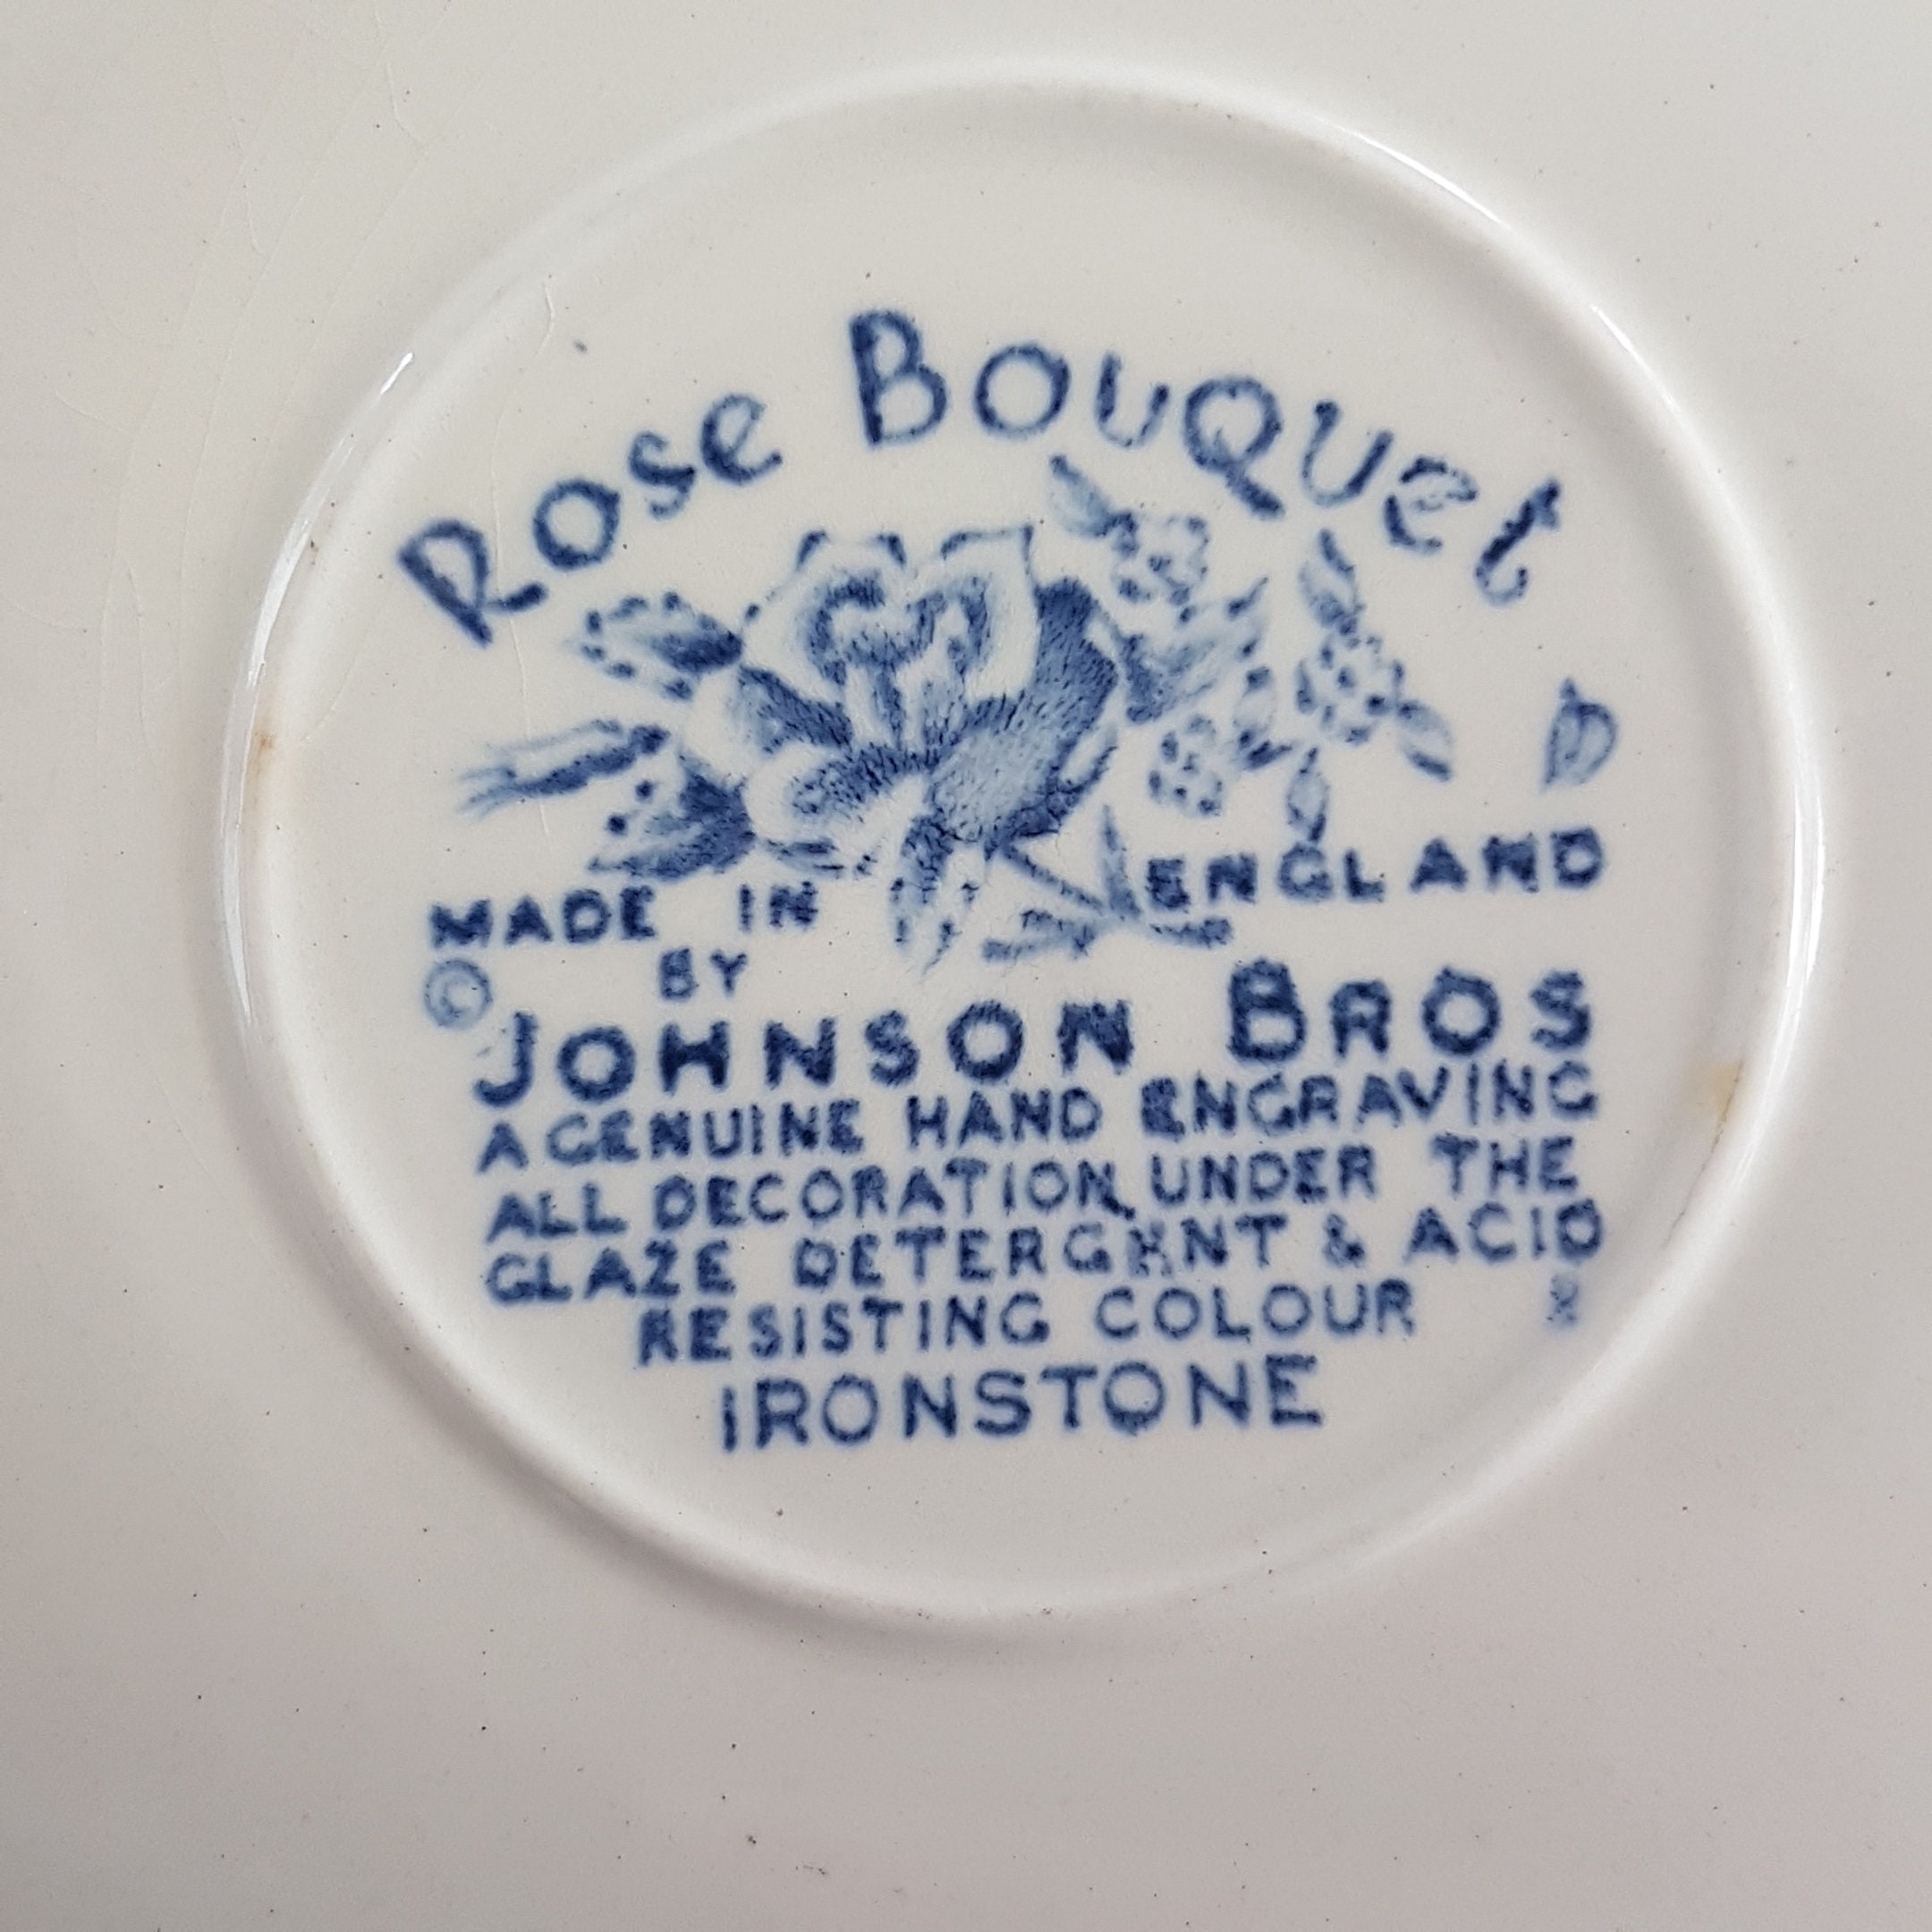 Rose Bouquet
MADE IN ENGLAND
BY
©
JOHNSON BROS
A GENUINE HAND ENGRAVING
ALL DECORATION UNDER THE
GLAZE DETERGENT & ACID
RESISTING COLOUR
IRONSTONE